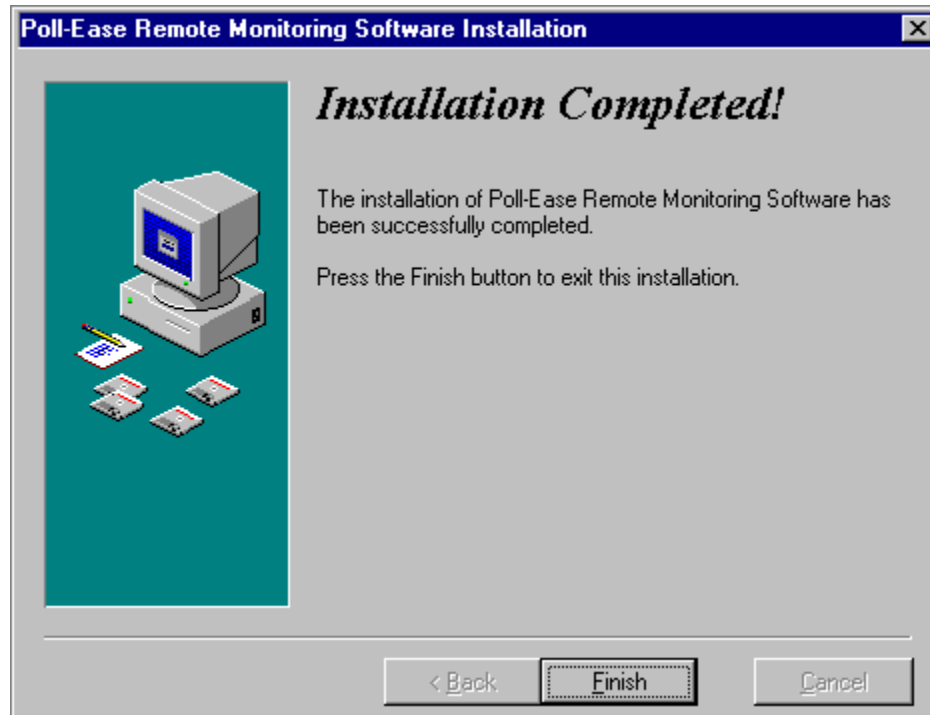 Poll-Ease Remote Monitoring Software Installation
Installation Completed!
The installation of Poll-Ease Remote Monitoring Software has
been successfully completed.
Press the Finish button to exit this installation.
< Back
Finish
Cancel